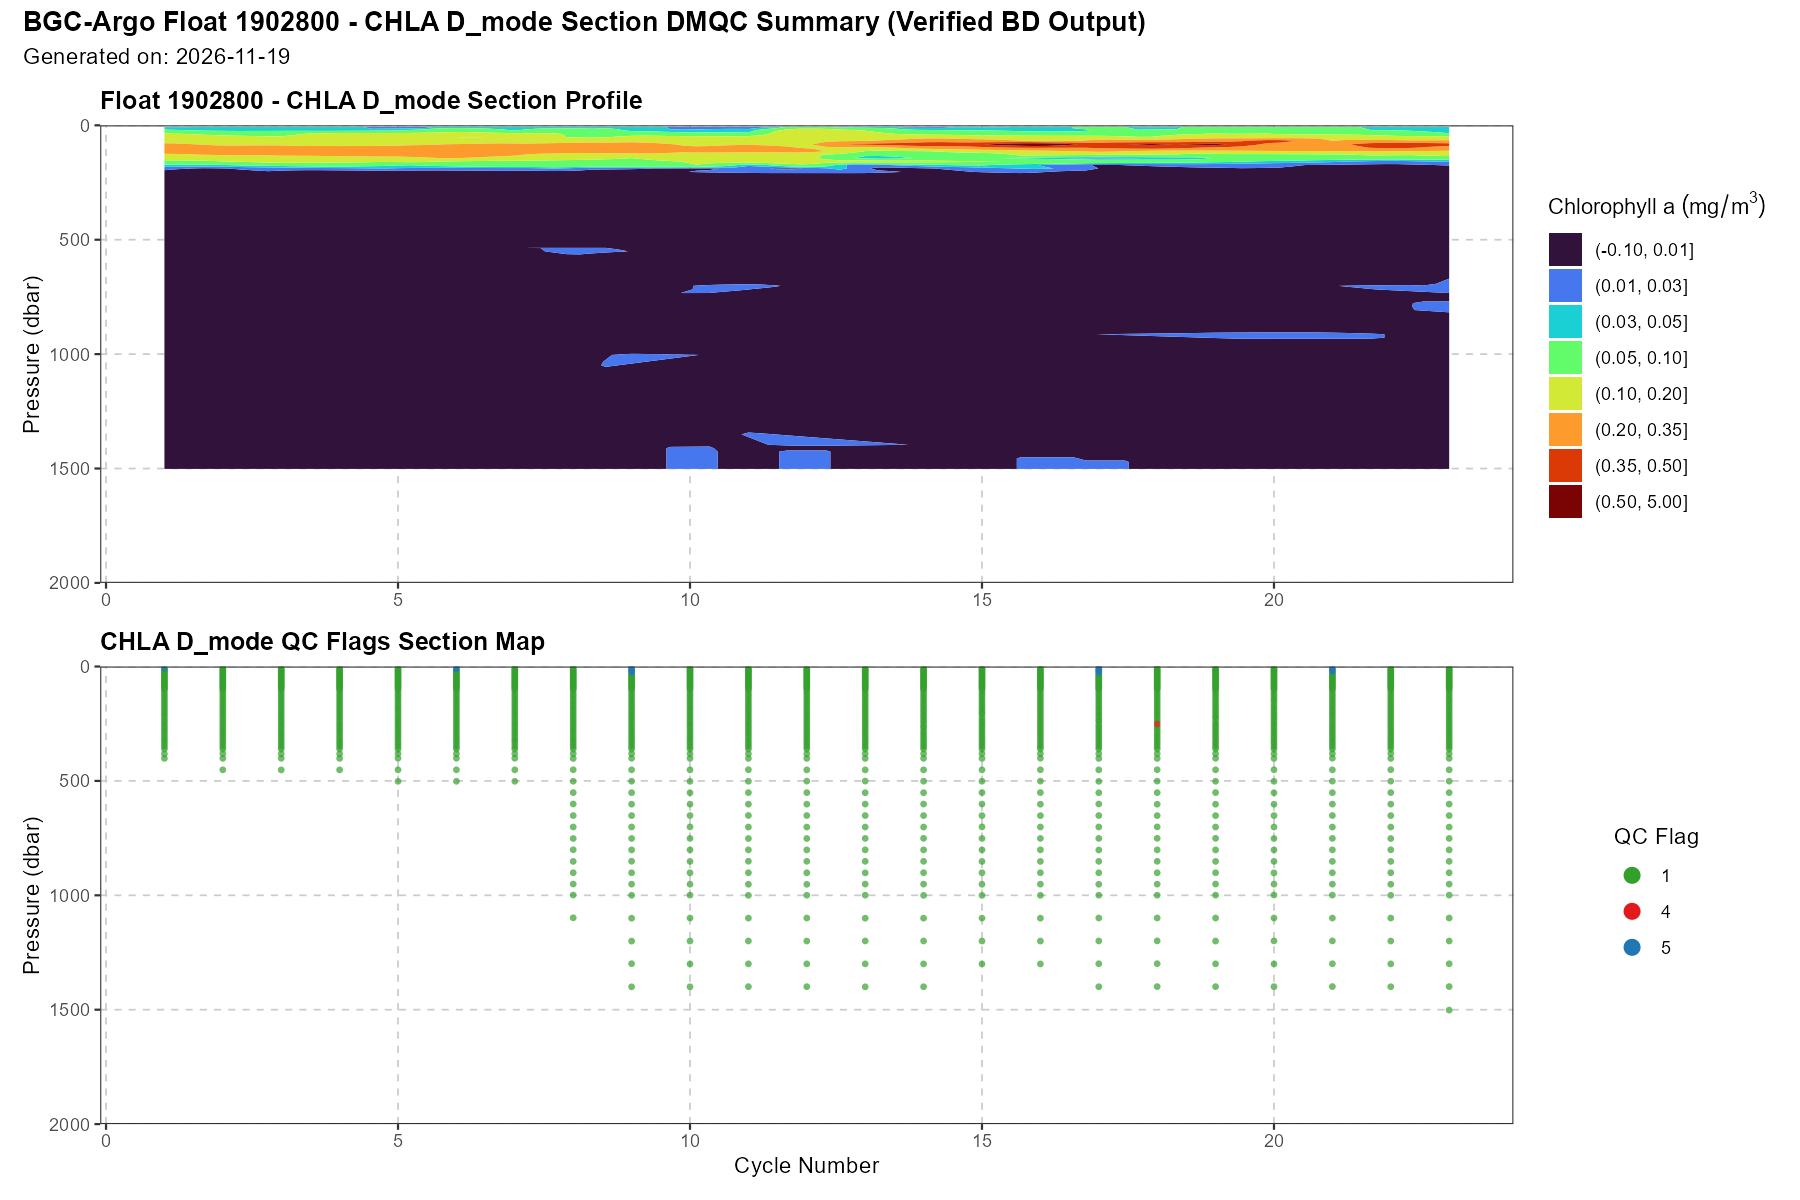 BGC-Argo Float 1902800 - CHLA D_mode Section DMQC Summary (Verified BD Output)
Generated on: 2026-11-19
Float 1902800 - CHLA D_mode Section Profile
Pressure (dbar)
0
500
1000
1500
2000
0 5 10 15 20
Chlorophyll a (mg/m³)
(-0.10, 0.01]
(0.01, 0.03]
(0.03, 0.05]
(0.05, 0.10]
(0.10, 0.20]
(0.20, 0.35]
(0.35, 0.50]
(0.50, 5.00]
CHLA D_mode QC Flags Section Map
Pressure (dbar)
0
500
1000
1500
2000
0 5 10 15 20
Cycle Number
QC Flag
1
4
5